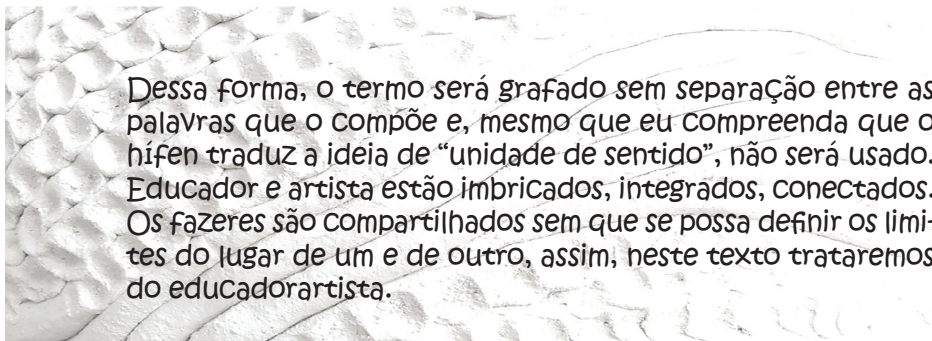 Dessa forma, o termo será grafado sem separação entre as
palavras que o compõe e, mesmo que eu compreenda que o
hífen traduz a ideia de “unidade de sentido”, não será usado.
Educador e artista estão imbricados, integrados, conectados.
Os fazeres são compartilhados sem que se possa definir os limi-
tes do lugar de um e de outro, assim, neste texto trataremos
do educadorartista.